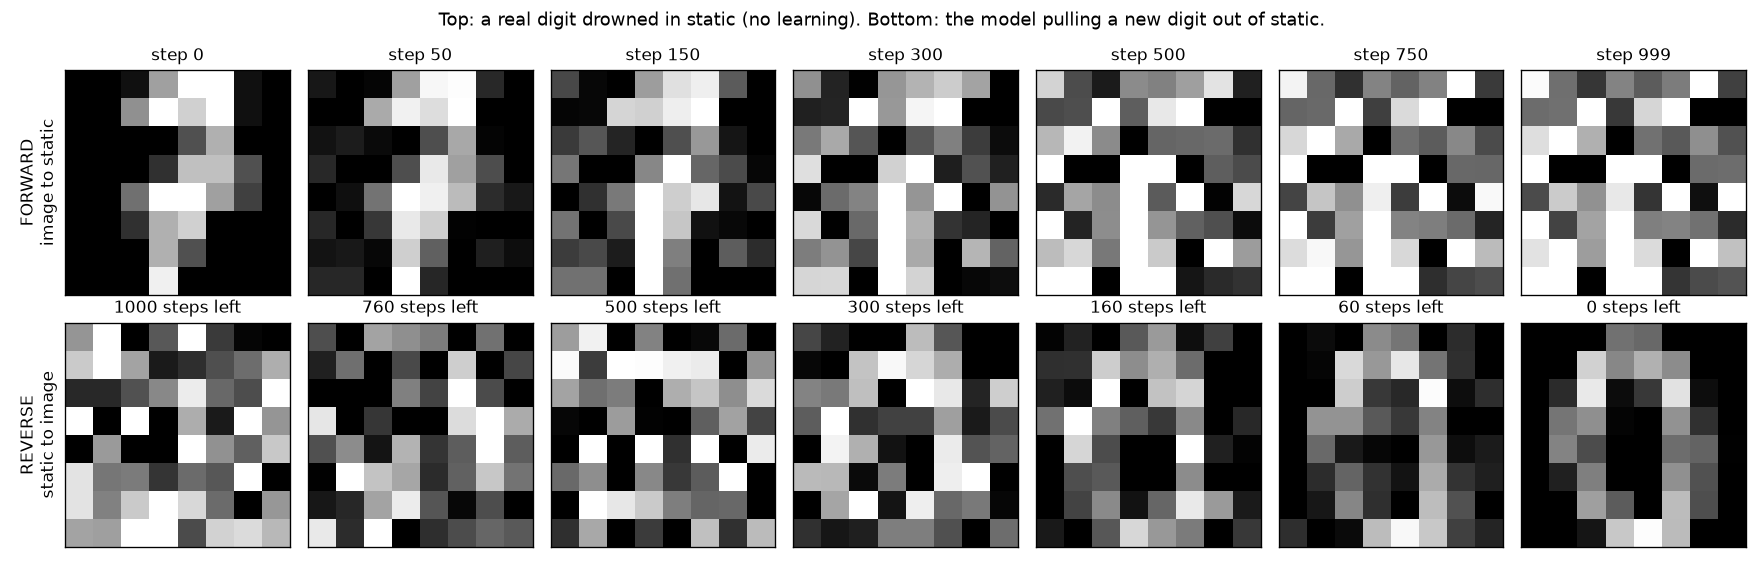 Top: a real digit drowned in static (no learning). Bottom: the model pulling a new digit out of static.
step 0
step 50
step 150
step 300
step 500
step 750
step 999
FORWARD
image to static
1000 steps left
760 steps left
500 steps left
300 steps left
160 steps left
60 steps left
0 steps left
REVERSE
static to image